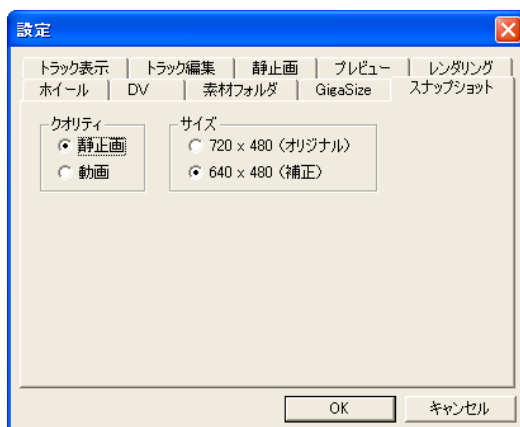 設定
トラック表示 トラック編集 静止画 プレビュー レンダリング
ホイール DV 素材フォルダ GigaSize スナップショット
クオリティ サイズ
静止画 720 x 480 (オリジナル)
動画 640 x 480 (補正)
OK キャンセル